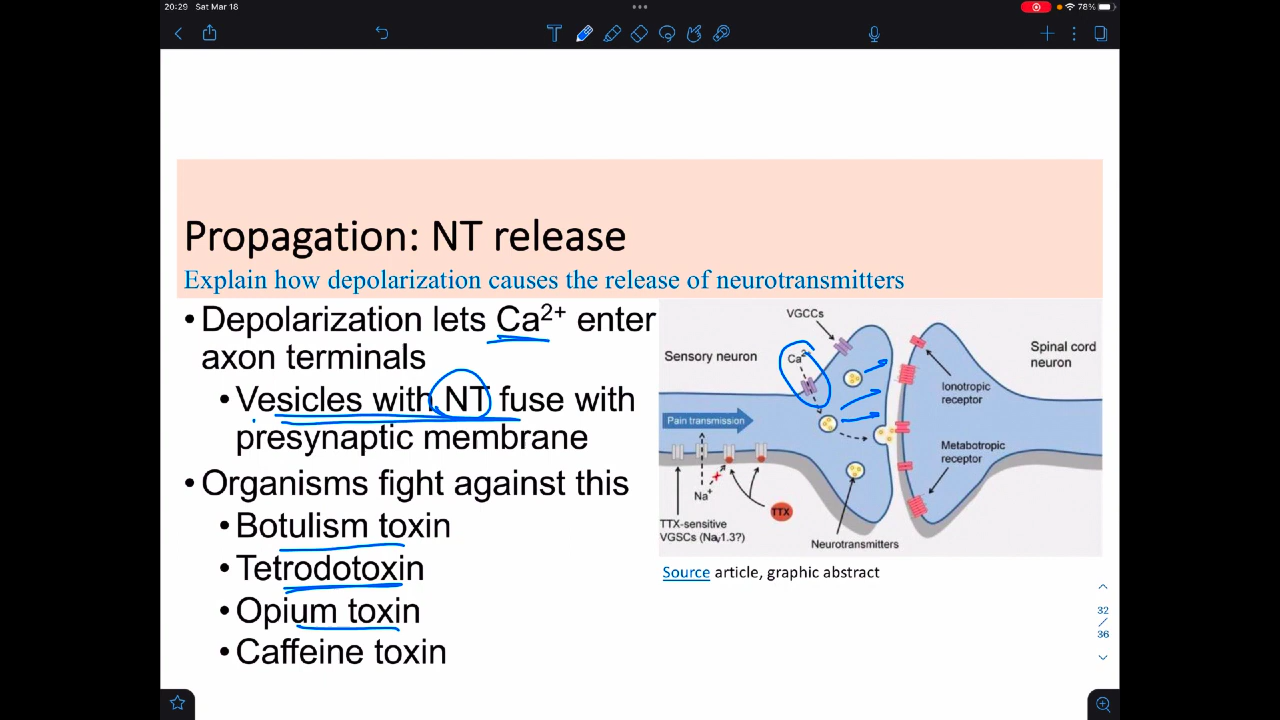 20:29 Sat Mar 18
78%
Propagation: NT release
Explain how depolarization causes the release of neurotransmitters
• Depolarization lets Ca²⁺ enter
axon terminals
• Vesicles with NT fuse with
presynaptic membrane
• Organisms fight against this
• Botulism toxin
• Tetrodotoxin
• Opium toxin
• Caffeine toxin
VGCCs
Sensory neuron
Ca²⁺
Spinal cord
neuron
Ionotropic
receptor
Pain transmission
Metabotropic
receptor
Na⁺
TTX
TTX-sensitive
VGSCs (Naᵥ1.3?)
Neurotransmitters
Source article, graphic abstract
32
/
36